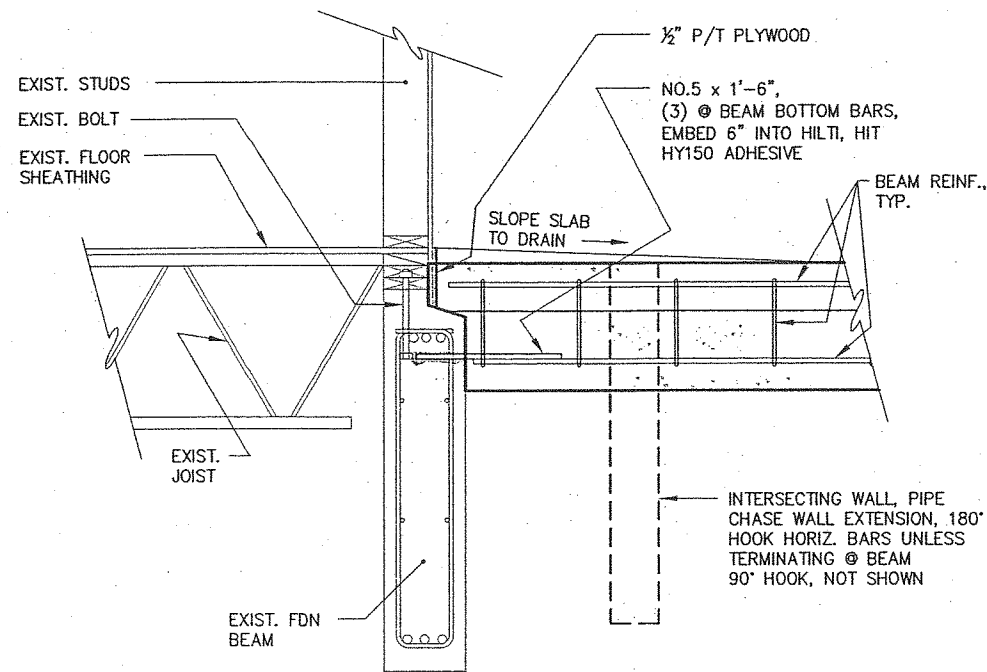 ½" P/T PLYWOOD
EXIST. STUDS
NO.5 x 1'-6",
(3) @ BEAM BOTTOM BARS,
EMBED 6" INTO HILTI, HIT
HY150 ADHESIVE
EXIST. BOLT
EXIST. FLOOR
SHEATHING
BEAM REINF.,
TYP.
SLOPE SLAB
TO DRAIN
EXIST.
JOIST
INTERSECTING WALL, PIPE
CHASE WALL EXTENSION, 180°
HOOK HORIZ. BARS UNLESS
TERMINATING @ BEAM
90° HOOK, NOT SHOWN
EXIST. FDN
BEAM